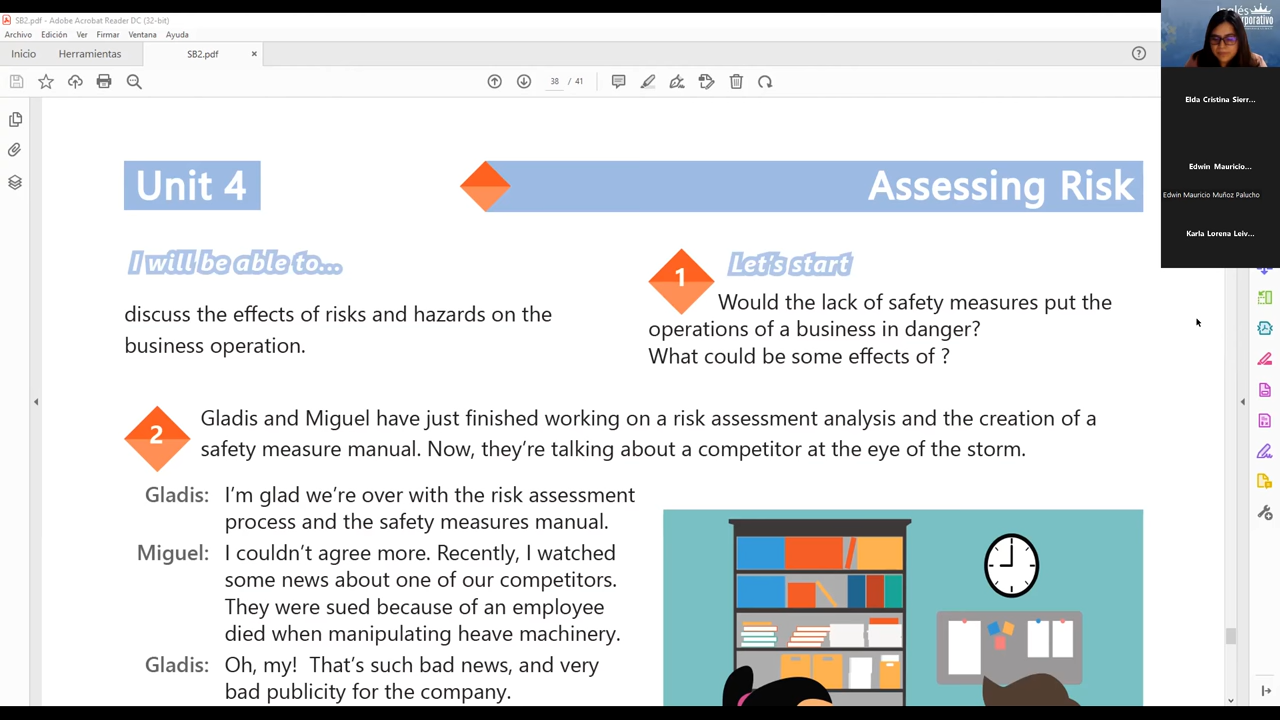 SB2.pdf - Adobe Acrobat Reader DC (32-bit)
Archivo Edición Ver Firmar Ventana Ayuda
Inicio Herramientas SB2.pdf ×
38 / 41
Inglés
Corporativo
Elda Cristina Sierr...
Edwin Mauricio...
Edwin Mauricio Muñoz Palucho
Karla Lorena Leiv...
Unit 4
Assessing Risk
I will be able to...
discuss the effects of risks and hazards on the
business operation.
1
Let's start
Would the lack of safety measures put the
operations of a business in danger?
What could be some effects of ?
2
Gladis and Miguel have just finished working on a risk assessment analysis and the creation of a
safety measure manual. Now, they're talking about a competitor at the eye of the storm.
Gladis: I'm glad we're over with the risk assessment
process and the safety measures manual.
Miguel: I couldn't agree more. Recently, I watched
some news about one of our competitors.
They were sued because of an employee
died when manipulating heave machinery.
Gladis: Oh, my! That's such bad news, and very
bad publicity for the company.